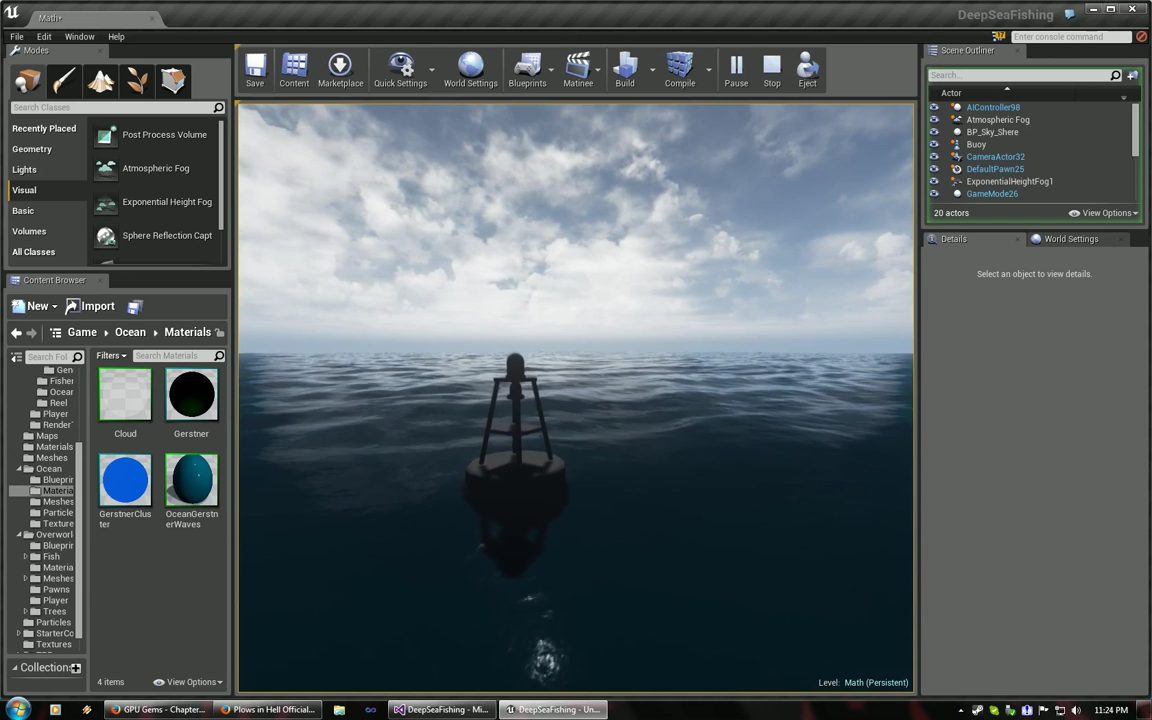 Math*
DeepSeaFishing
File Edit Window Help
Enter console command
Modes
Search Classes
Recently Placed
Geometry
Lights
Visual
Basic
Volumes
All Classes
Post Process Volume
Atmospheric Fog
Exponential Height Fog
Sphere Reflection Capt
Save Content Marketplace Quick Settings World Settings Blueprints Matinee Build Compile Pause Stop Eject
Scene Outliner
Search...
Actor
AIController98
Atmospheric Fog
BP_Sky_Shere
Buoy
CameraActor32
DefaultPawn25
ExponentialHeightFog1
GameMode26
20 actors View Options
Details World Settings
Select an object to view details.
Content Browser
New Import
Game Ocean Materials
Search Fol Filters Search Materials
Gen
Fisher
Ocean
Reel
Player
Render
Maps
Materials
Meshes
Ocean
Blueprir
Materia
Meshes
Particle
Texture
Overworl
Blueprir
Fish
Materia
Meshes
Pawns
Player
Trees
Particles
StarterCo
Textures
Collections
Cloud
Gerstner
GerstnerClus
ter
OceanGerst
nerWaves
4 items View Options
Level: Math (Persistent)
GPU Gems - Chapter... Plows in Hell Official... DeepSeaFishing - Mi... DeepSeaFishing - Un... 11:24 PM